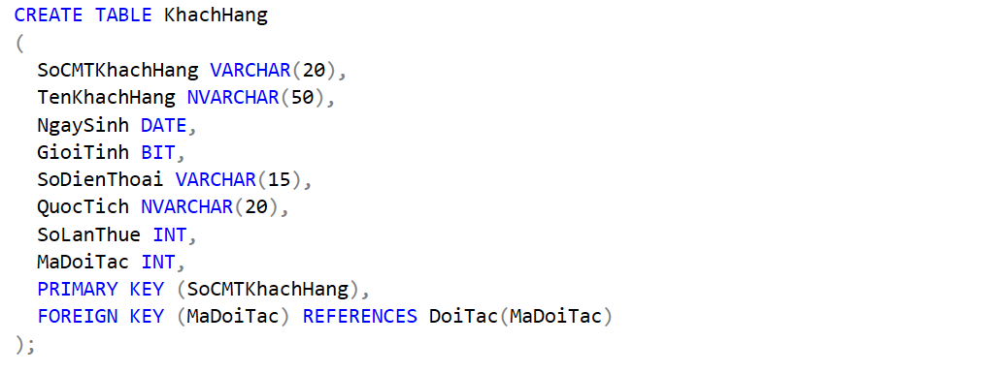 CREATE TABLE KhachHang
(
  SoCMTKhachHang VARCHAR(20),
  TenKhachHang NVARCHAR(50),
  NgaySinh DATE,
  GioiTinh BIT,
  SoDienThoai VARCHAR(15),
  QuocTich NVARCHAR(20),
  SoLanThue INT,
  MaDoiTac INT,
  PRIMARY KEY (SoCMTKhachHang),
  FOREIGN KEY (MaDoiTac) REFERENCES DoiTac(MaDoiTac)
);